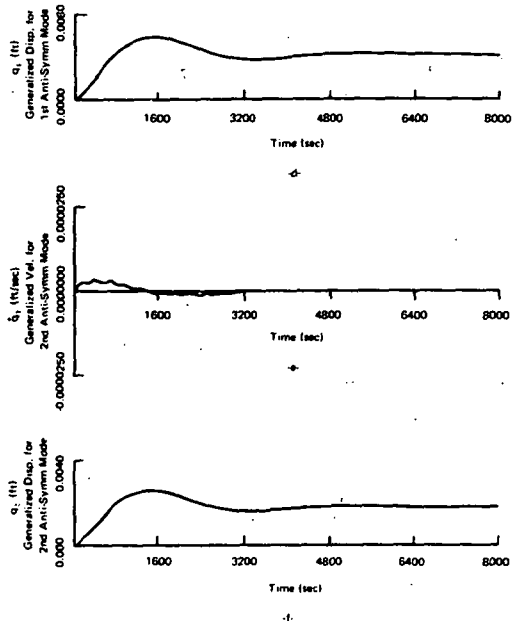 q₁ (ft)
Generalized Disp. for
1st Anti-Symm Mode
0.0060
0.0000
1600
3200
4800
6400
8000
Time (sec)
-d-
q̇₁ (ft/sec)
Generalized Vel. for
2nd Anti-Symm Mode
0.0000250
0.0000000
-0.0000250
1600
3200
4800
6400
8000
Time (sec)
-e-
q₂ (ft)
Generalized Disp. for
2nd Anti-Symm Mode
0.0040
0.000
1600
3200
4800
6400
8000
Time (sec)
-f-